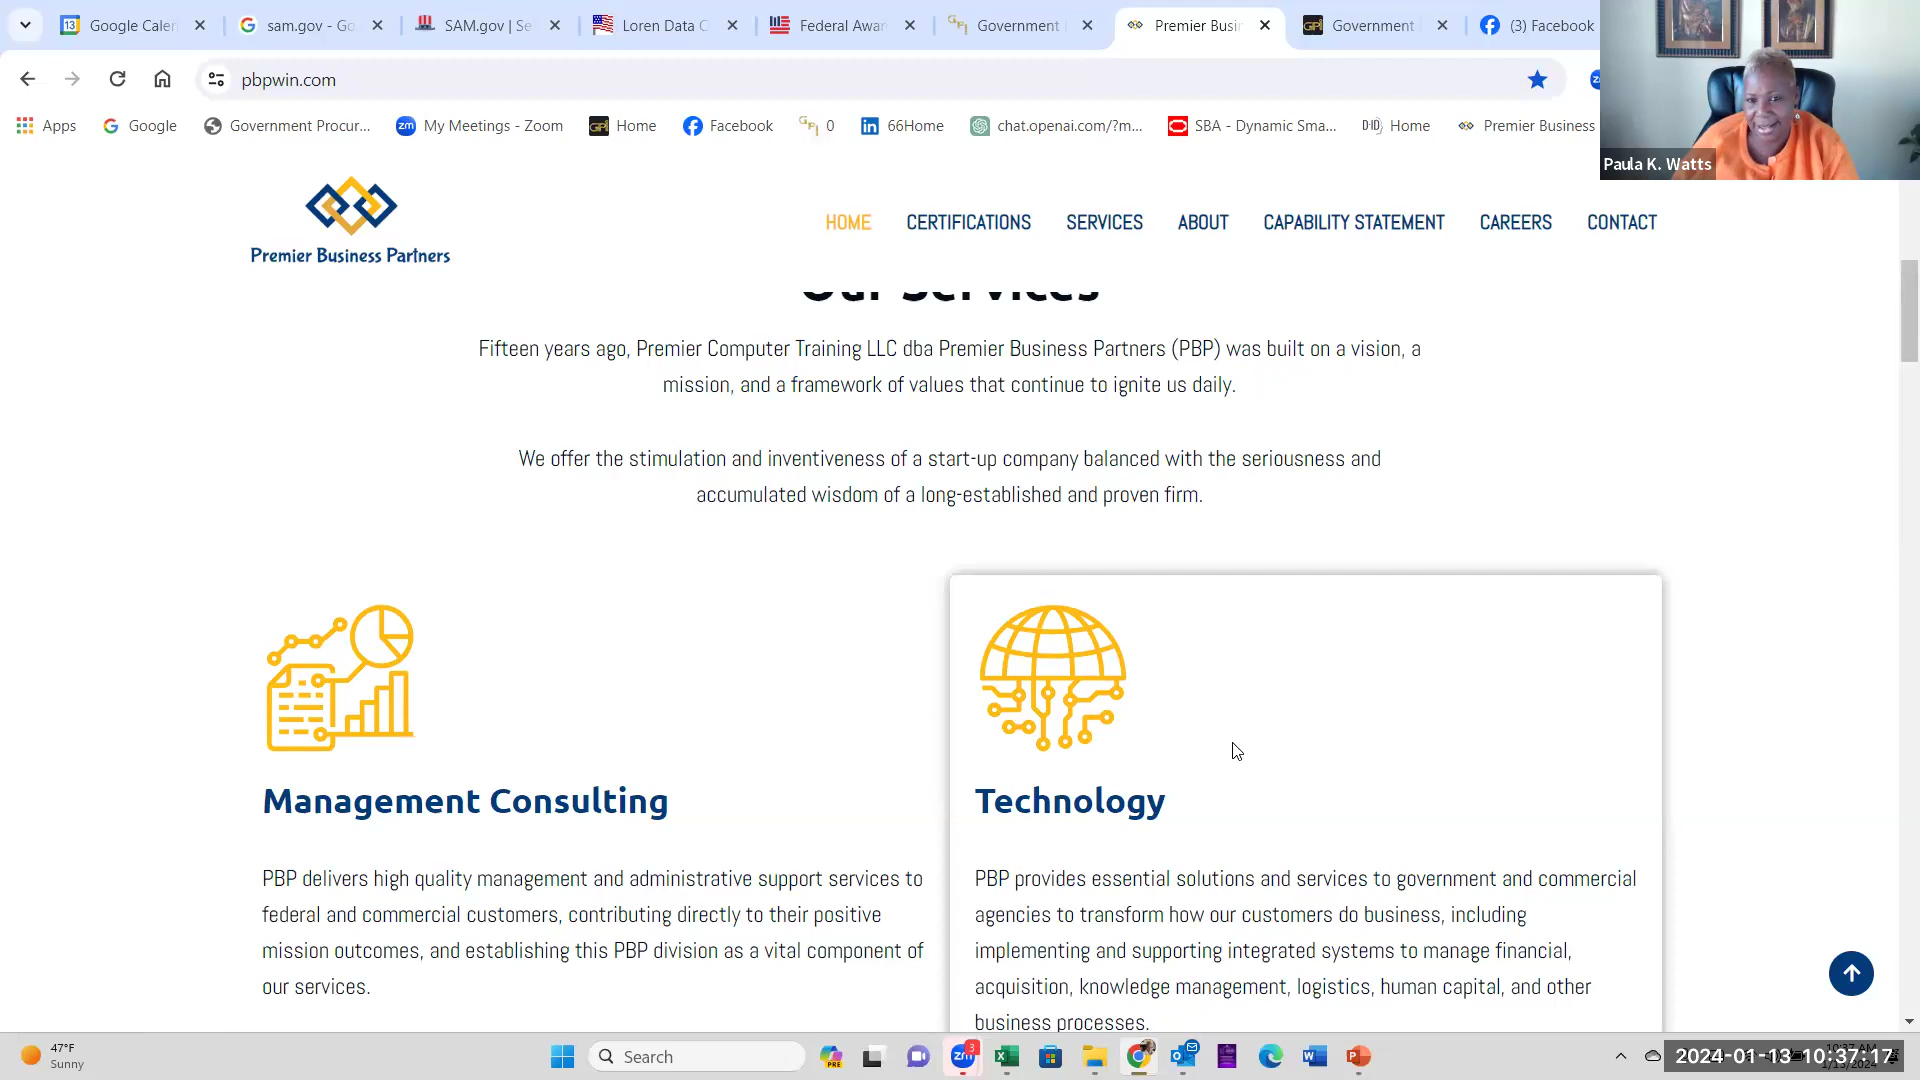 Google Calen
sam.gov - Go
SAM.gov | Se
Loren Data C
Federal Awar
Government
Premier Busin
Government
(3) Facebook
pbpwin.com
Apps
Google
Government Procur...
My Meetings - Zoom
Home
Facebook
0
66Home
chat.openai.com/?m...
SBA - Dynamic Sma...
Home
Premier Business
Paula K. Watts
Premier Business Partners
HOME
CERTIFICATIONS
SERVICES
ABOUT
CAPABILITY STATEMENT
CAREERS
CONTACT
Our Services
Fifteen years ago, Premier Computer Training LLC dba Premier Business Partners (PBP) was built on a vision, a
mission, and a framework of values that continue to ignite us daily.
We offer the stimulation and inventiveness of a start-up company balanced with the seriousness and
accumulated wisdom of a long-established and proven firm.
Management Consulting
PBP delivers high quality management and administrative support services to
federal and commercial customers, contributing directly to their positive
mission outcomes, and establishing this PBP division as a vital component of
our services.
Technology
PBP provides essential solutions and services to government and commercial
agencies to transform how our customers do business, including
implementing and supporting integrated systems to manage financial,
acquisition, knowledge management, logistics, human capital, and other
business processes.
47°F
Sunny
Search
2024-01-13 10:37:17